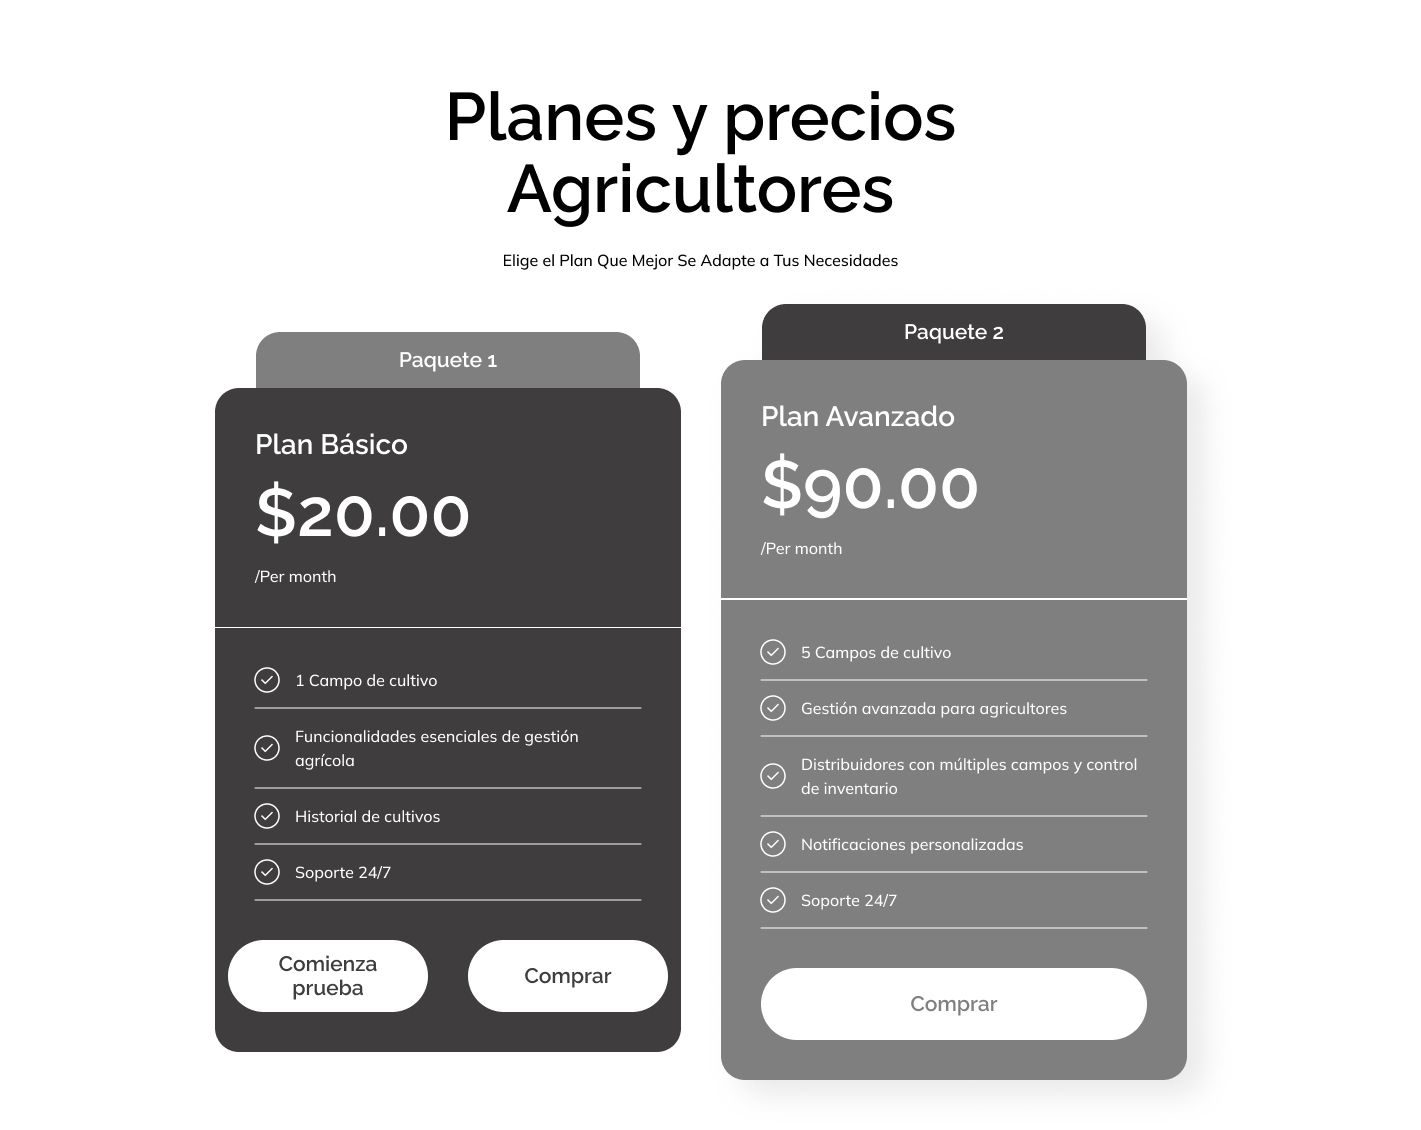 Planes y precios
Agricultores
Elige el Plan Que Mejor Se Adapte a Tus Necesidades
Paquete 1
Plan Básico
$20.00
/Per month
1 Campo de cultivo
Funcionalidades esenciales de gestión
agrícola
Historial de cultivos
Soporte 24/7
Comienza
prueba
Comprar
Paquete 2
Plan Avanzado
$90.00
/Per month
5 Campos de cultivo
Gestión avanzada para agricultores
Distribuidores con múltiples campos y control
de inventario
Notificaciones personalizadas
Soporte 24/7
Comprar